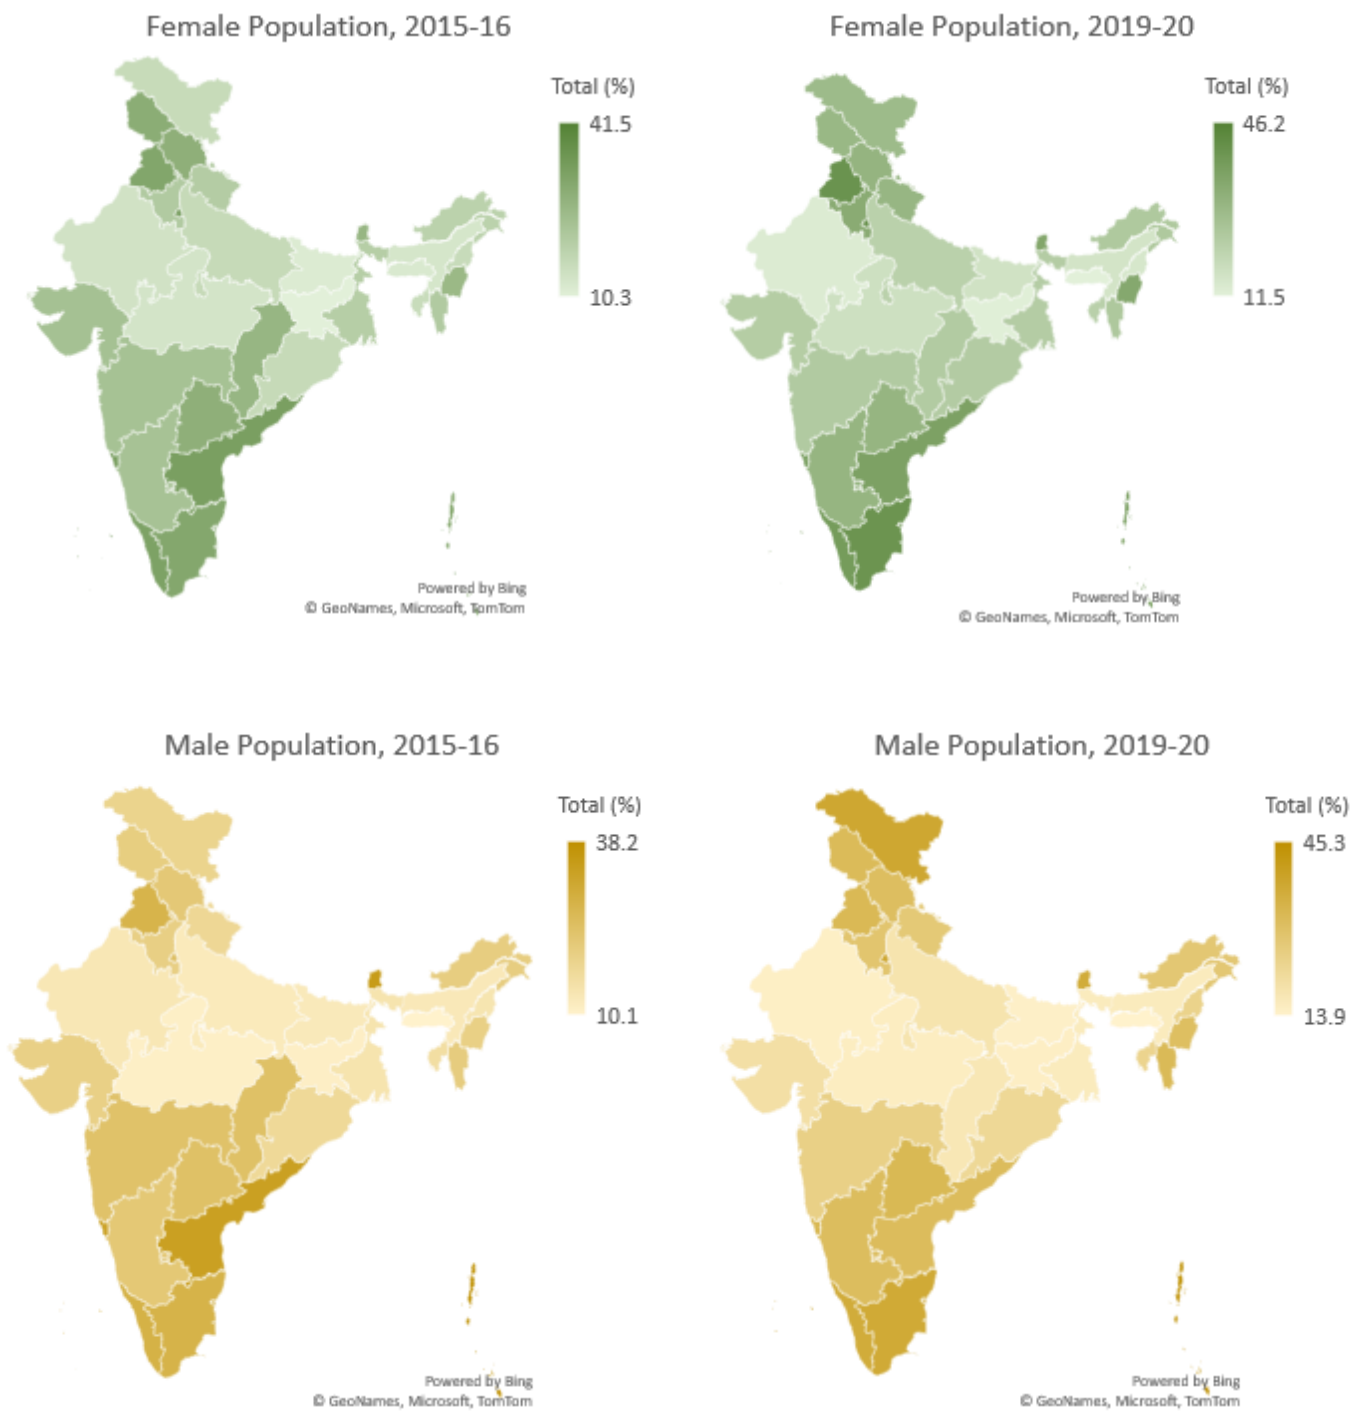 Female Population, 2015-16
Total (%)
41.5
10.3
Powered by Bing
© GeoNames, Microsoft, TomTom
Female Population, 2019-20
Total (%)
46.2
11.5
Powered by Bing
© GeoNames, Microsoft, TomTom
Male Population, 2015-16
Total (%)
38.2
10.1
Powered by Bing
© GeoNames, Microsoft, TomTom
Male Population, 2019-20
Total (%)
45.3
13.9
Powered by Bing
© GeoNames, Microsoft, TomTom